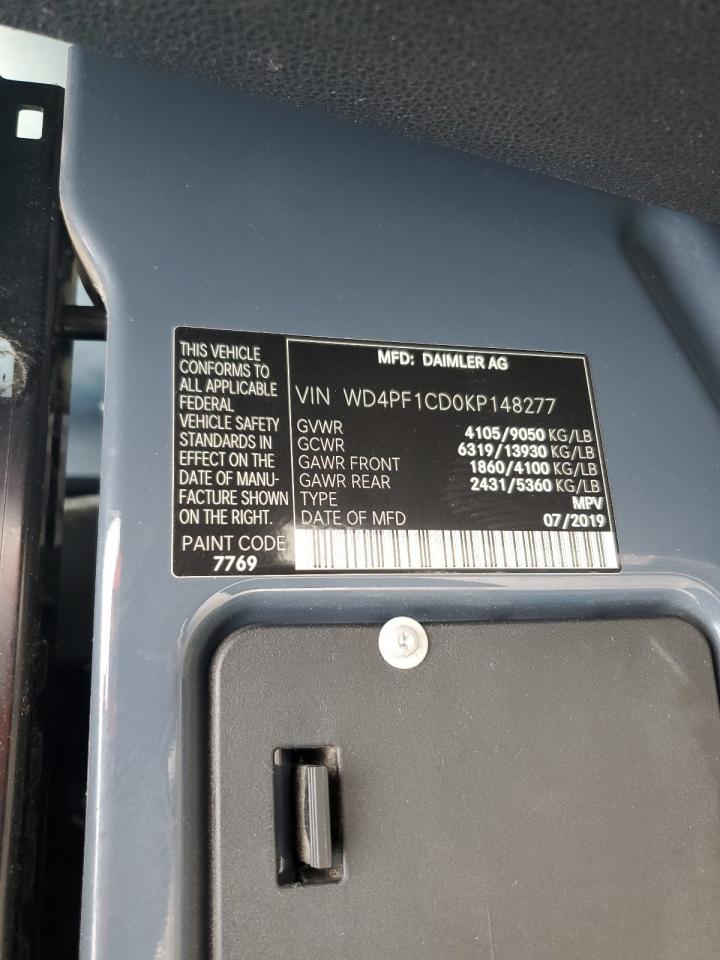 THIS VEHICLE
CONFORMS TO
ALL APPLICABLE
FEDERAL
VEHICLE SAFETY
STANDARDS IN
EFFECT ON THE
DATE OF MANU-
FACTURE SHOWN
ON THE RIGHT.
PAINT CODE
7769
MFD: DAIMLER AG
VIN WD4PF1CD0KP148277
GVWR 4105/9050 KG/LB
GCWR 6319/13930 KG/LB
GAWR FRONT 1860/4100 KG/LB
GAWR REAR 2431/5360 KG/LB
TYPE MPV
DATE OF MFD 07/2019